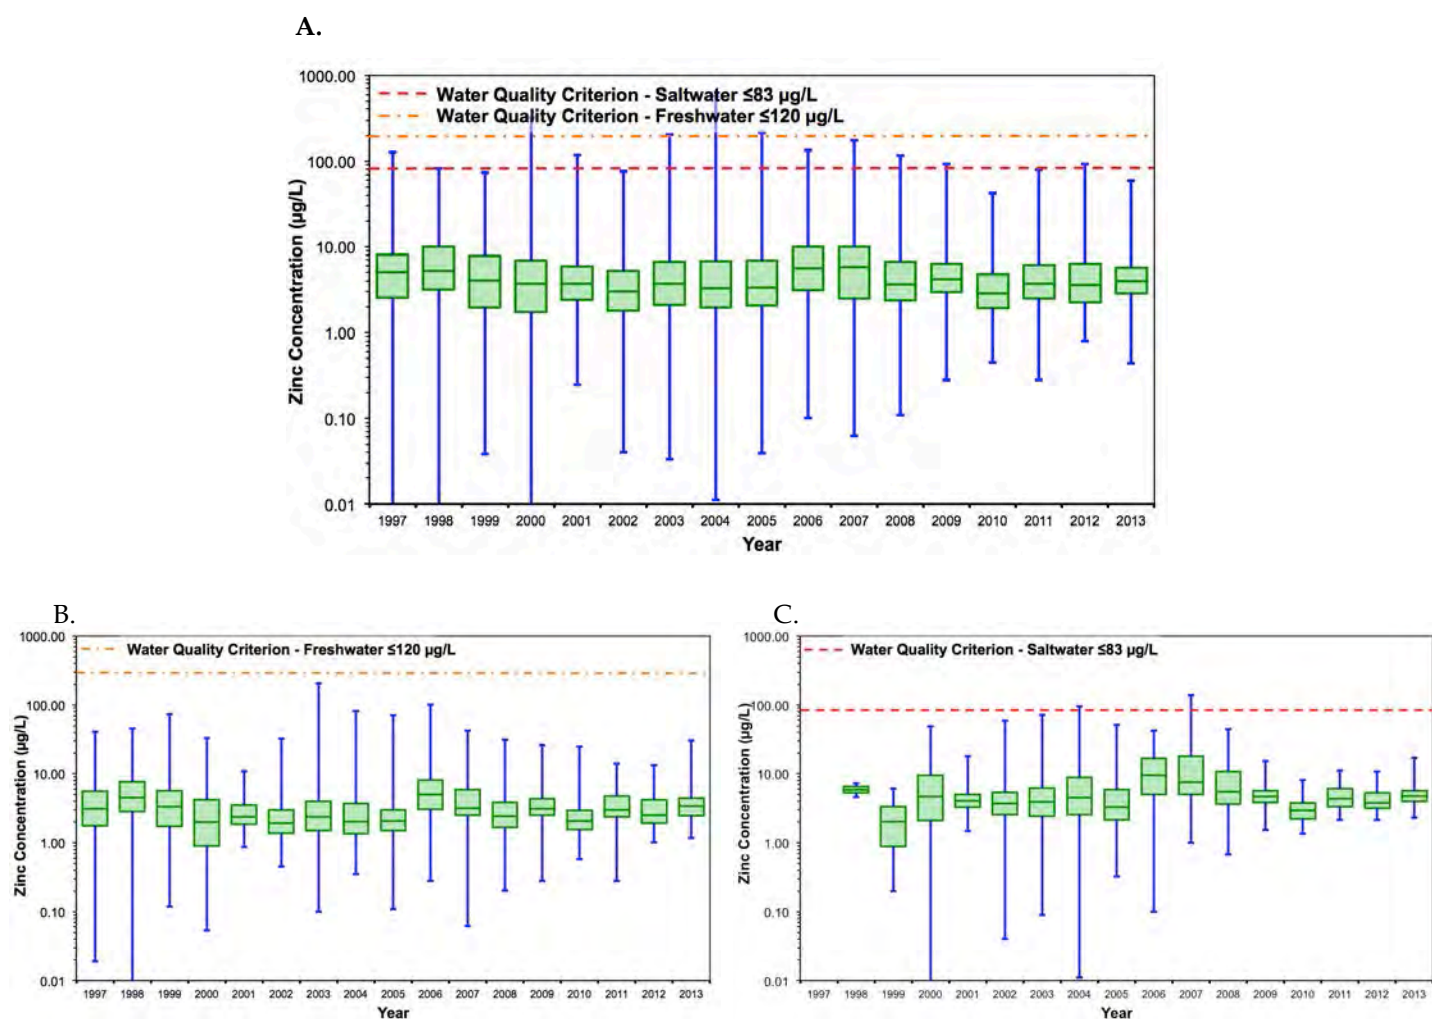 A.
1000.00
Water Quality Criterion - Saltwater ≤83 µg/L
Water Quality Criterion - Freshwater ≤120 µg/L
100.00
10.00
1.00
0.10
0.01
Zinc Concentration (µg/L)
1997 1998 1999 2000 2001 2002 2003 2004 2005 2006 2007 2008 2009 2010 2011 2012 2013
Year
B.
1000.00
Water Quality Criterion - Freshwater ≤120 µg/L
100.00
10.00
1.00
0.10
0.01
Zinc Concentration (µg/L)
1997 1998 1999 2000 2001 2002 2003 2004 2005 2006 2007 2008 2009 2010 2011 2012 2013
Year
C.
1000.00
Water Quality Criterion - Saltwater ≤83 µg/L
100.00
10.00
1.00
0.10
0.01
Zinc Concentration (µg/L)
1997 1998 1999 2000 2001 2002 2003 2004 2005 2006 2007 2008 2009 2010 2011 2012 2013
Year